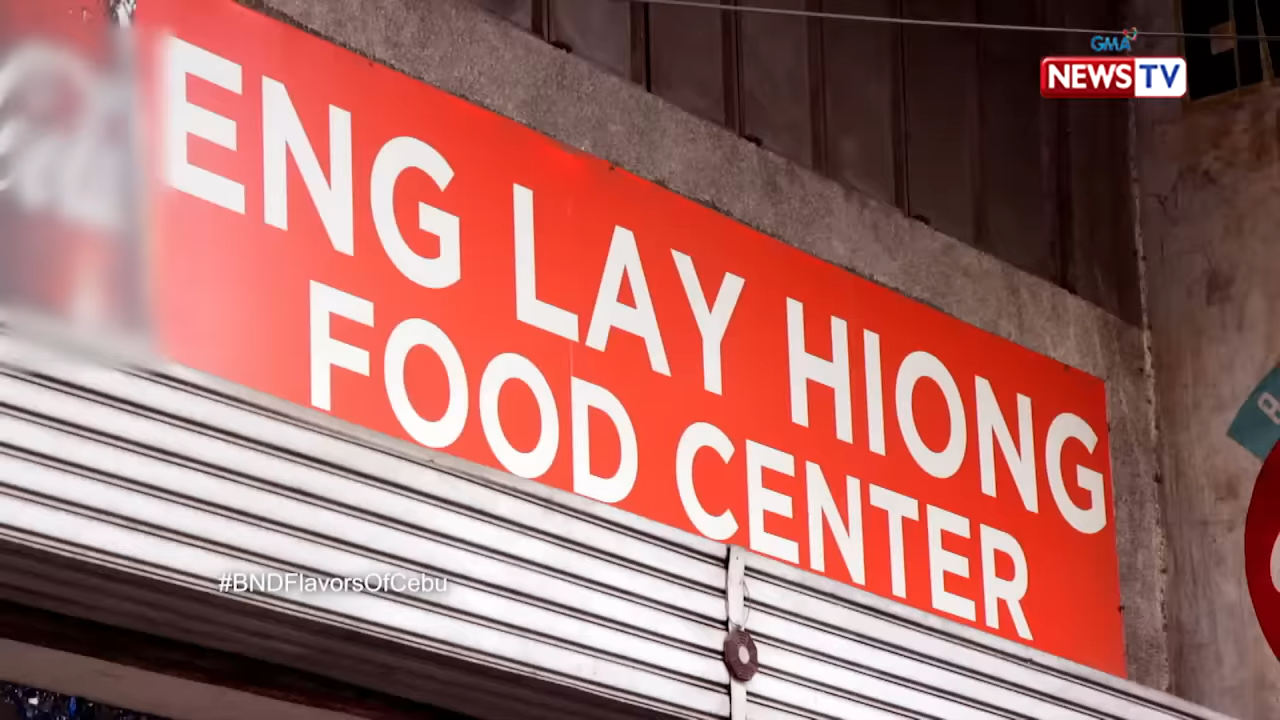 GMA
NEWS TV
ENG LAY HIONG
FOOD CENTER
#BNDFlavorsOfCebu